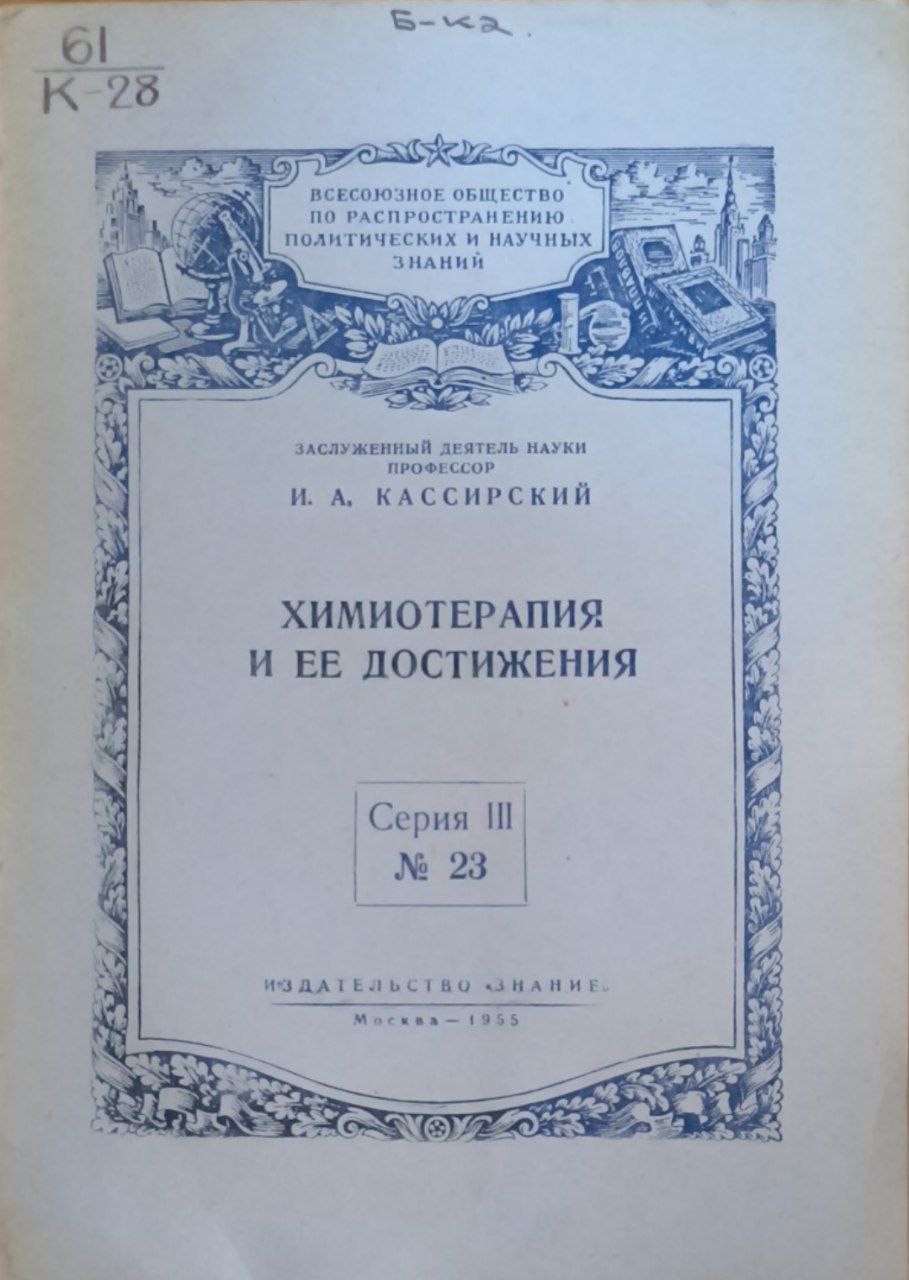 Б-ка.
61
К-28
ВСЕСОЮЗНОЕ ОБЩЕСТВО
ПО РАСПРОСТРАНЕНИЮ
ПОЛИТИЧЕСКИХ И НАУЧНЫХ
ЗНАНИЙ
ЗАСЛУЖЕННЫЙ ДЕЯТЕЛЬ НАУКИ
ПРОФЕССОР
И. А. КАССИРСКИЙ
ХИМИОТЕРАПИЯ
И ЕЕ ДОСТИЖЕНИЯ
Серия III
№ 23
ИЗДАТЕЛЬСТВО «ЗНАНИЕ»
Москва — 1955